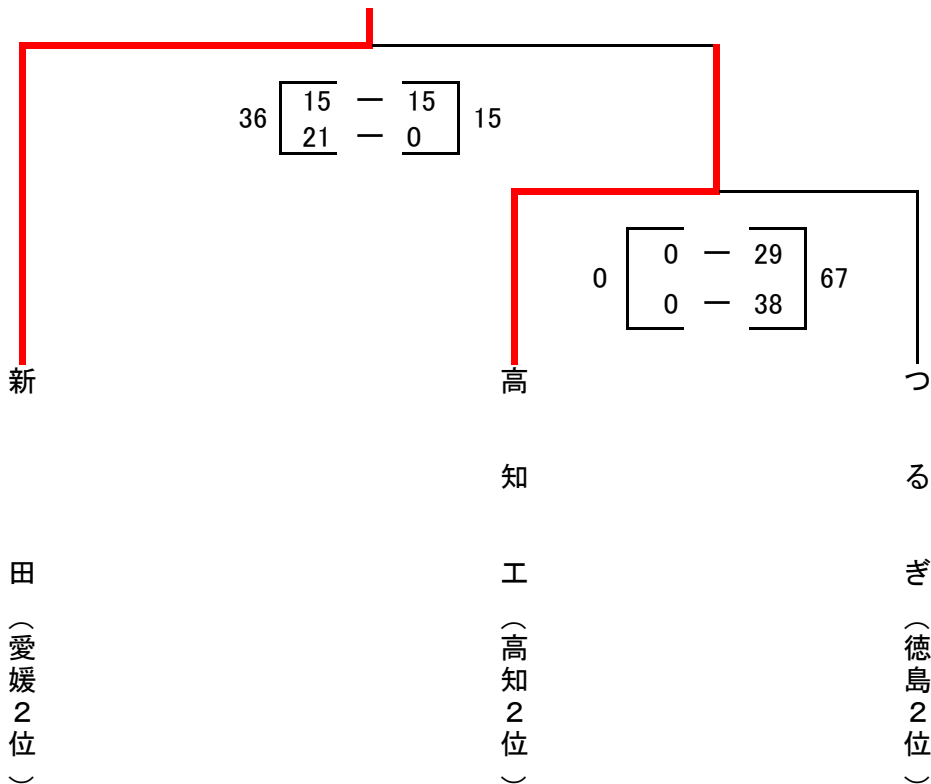 36 15 ー 15 15
21 ー 0
0 0 ー 29 67
0 ー 38
新田（愛媛２位）
高知工（高知２位）
つるぎ（徳島２位）